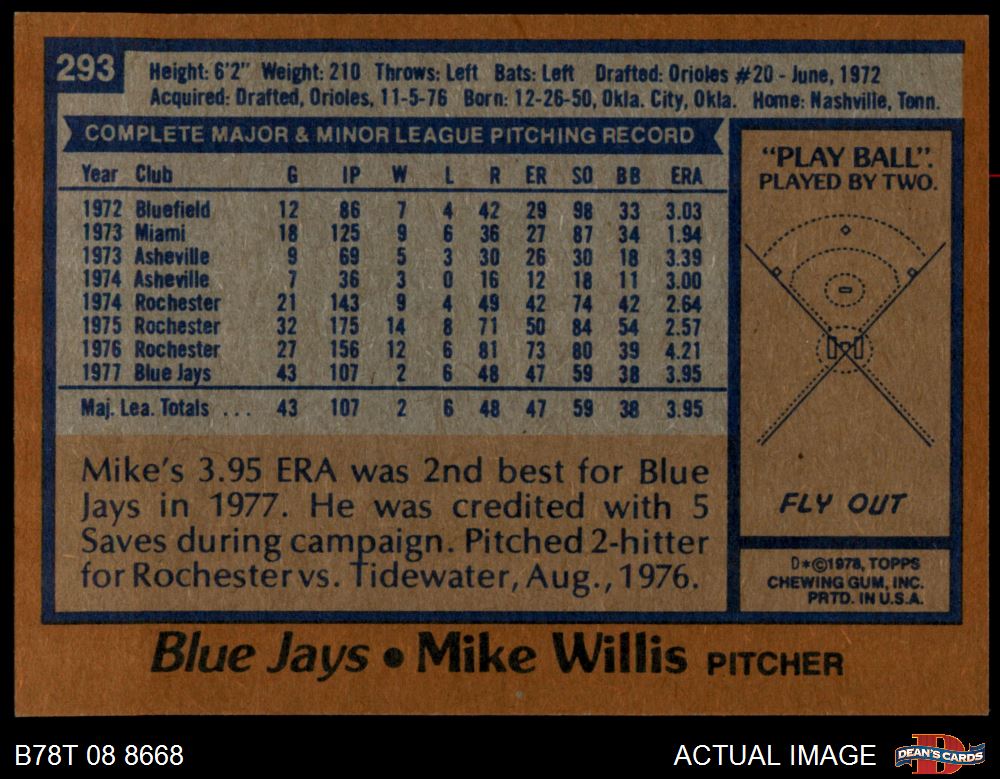 293
Height: 6'2" Weight: 210 Throws: Left Bats: Left Drafted: Orioles #20 - June, 1972
Acquired: Drafted, Orioles, 11-5-76 Born: 12-26-50, Okla. City, Okla. Home: Nashville, Tenn.
COMPLETE MAJOR & MINOR LEAGUE PITCHING RECORD
Year Club G IP W L R ER SO BB ERA
1972 Bluefield 12 86 7 4 42 29 98 33 3.03
1973 Miami 18 125 9 6 36 27 87 34 1.94
1973 Asheville 9 69 5 3 30 26 30 18 3.39
1974 Asheville 7 36 3 0 16 12 18 11 3.00
1974 Rochester 21 143 9 4 49 42 74 42 2.64
1975 Rochester 32 175 14 8 71 50 84 54 2.57
1976 Rochester 27 156 12 6 81 73 80 39 4.21
1977 Blue Jays 43 107 2 6 48 47 59 38 3.95
Maj. Lea. Totals ... 43 107 2 6 48 47 59 38 3.95
Mike's 3.95 ERA was 2nd best for Blue
Jays in 1977. He was credited with 5
Saves during campaign. Pitched 2-hitter
for Rochester vs. Tidewater, Aug., 1976.
"PLAY BALL".
PLAYED BY TWO.
FLY OUT
D*©1978, TOPPS
CHEWING GUM, INC.
PRTD. IN U.S.A.
Blue Jays • Mike Willis PITCHER
B78T 08 8668
ACTUAL IMAGE
DEAN'S CARDS